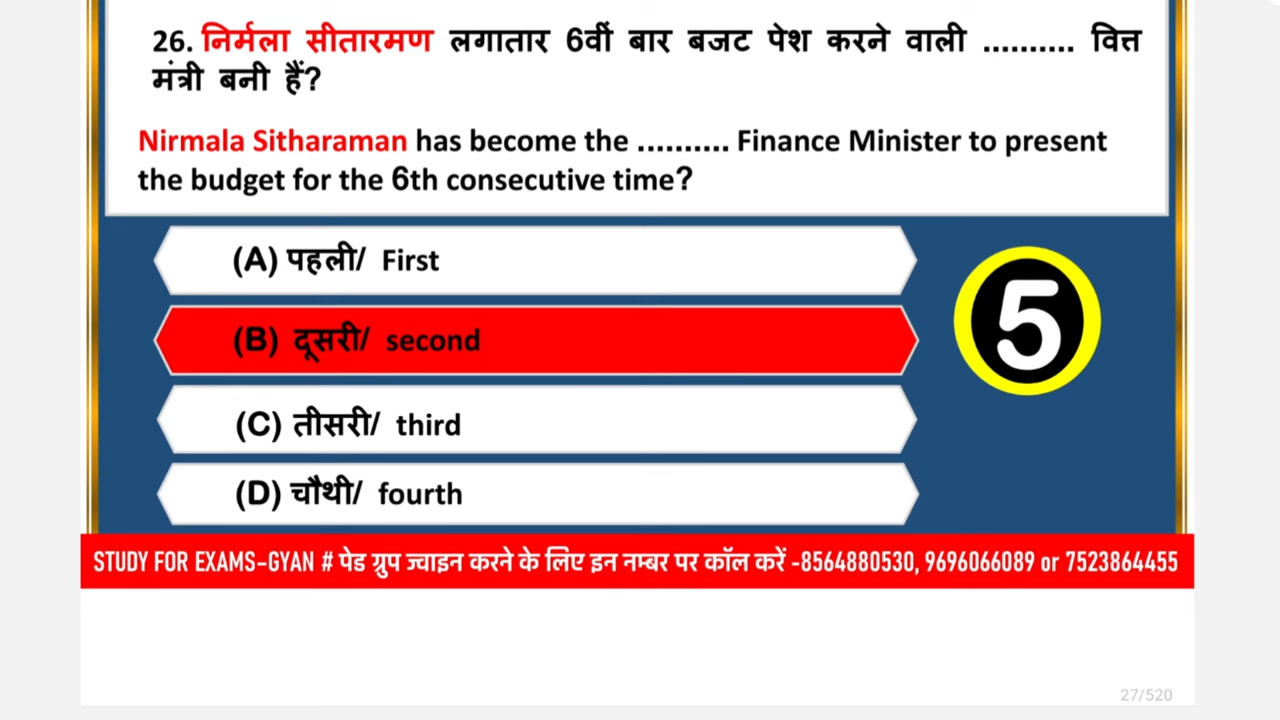 26. निर्मला सीतारमण लगातार 6वीं बार बजट पेश करने वाली .......... वित्त
मंत्री बनी हैं?
Nirmala Sitharaman has become the .......... Finance Minister to present
the budget for the 6th consecutive time?
(A) पहली/ First
(B) दूसरी/ second
(C) तीसरी/ third
(D) चौथी/ fourth
5
STUDY FOR EXAMS-GYAN # पेड ग्रुप ज्वाइन करने के लिए इन नम्बर पर कॉल करें -8564880530, 9696066089 or 7523864455
27/520